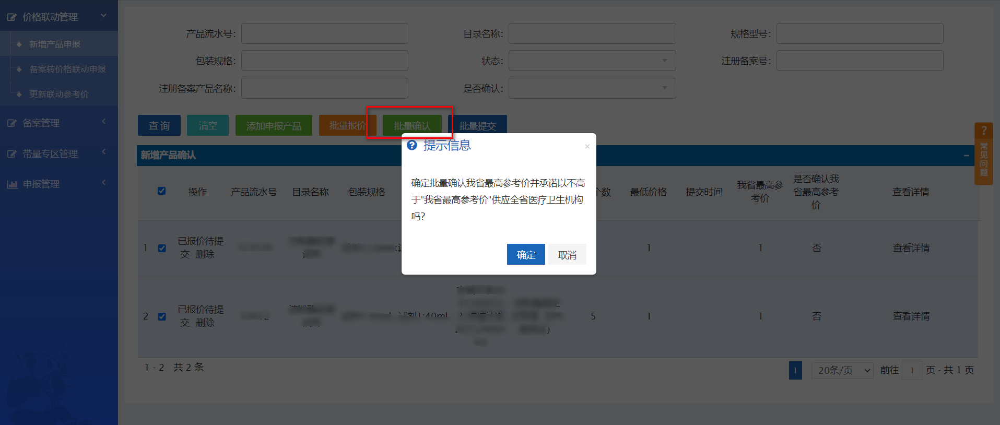 价格联动管理
新增产品申报
备案转价格联动申报
更新联动参考价
备案管理
带量专区管理
申报管理
产品流水号：
目录名称：
规格型号：
包装规格：
状态：
注册备案号：
注册备案产品名称：
是否确认：
查询
清空
添加申报产品
批量报价
批量确认
批量提交
新增产品确认
提示信息
×
确定批量确认我省最高参考价并承诺以不高
于"我省最高参考价"供应全省医疗卫生机构
吗？
确定
取消
?
常
见
问
题
操作
产品流水号
目录名称
包装规格
个数
最低价格
提交时间
我省最高参
考价
是否确认我
省最高参考
价
查看详情
1
已报价待提
交 删除
1
1
否
查看详情
2
已报价待提
交 删除
试剂1:40ml
5
1
1
否
查看详情
1 - 2 共 2 条
1
20条/页
前往
1
页 - 共 1 页